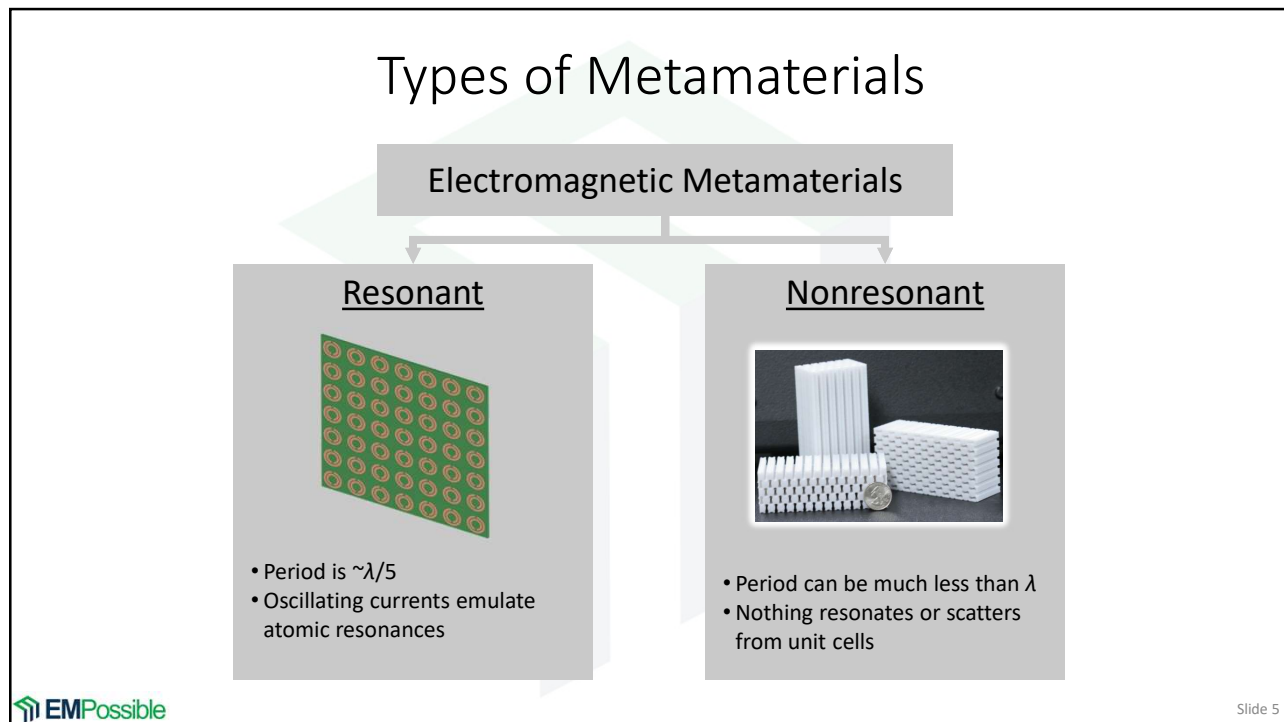 Types of Metamaterials
Electromagnetic Metamaterials
Resonant
• Period is ~λ/5
• Oscillating currents emulate
atomic resonances
Nonresonant
• Period can be much less than λ
• Nothing resonates or scatters
from unit cells
EMPossible
Slide 5